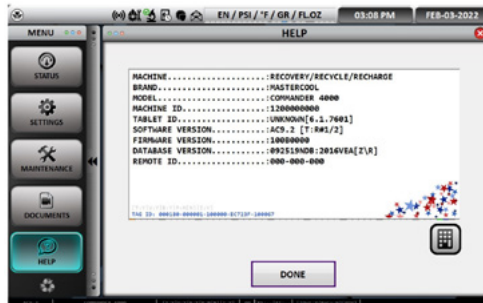 EN / PSI / °F / GR / FL.OZ
03:08 PM
FEB-03-2022
MENU
HELP
STATUS
SETTINGS
MAINTENANCE
DOCUMENTS
HELP
MACHINE......................:RECOVERY/RECYCLE/RECHARGE
BRAND........................:MASTERCOOL
MODEL........................:COMMANDER 4000
MACHINE ID...................:1200000000
TABLET ID....................:UNKNOWN[6.1.7601]
SOFTWARE VERSION.............:AC9.2 [T:R#1/2]
FIRMWARE VERSION.............:10080000
DATABASE VERSION.............:092519NDB:2016VEA[Z\R]
REMOTE ID....................:000-000-000
DONE